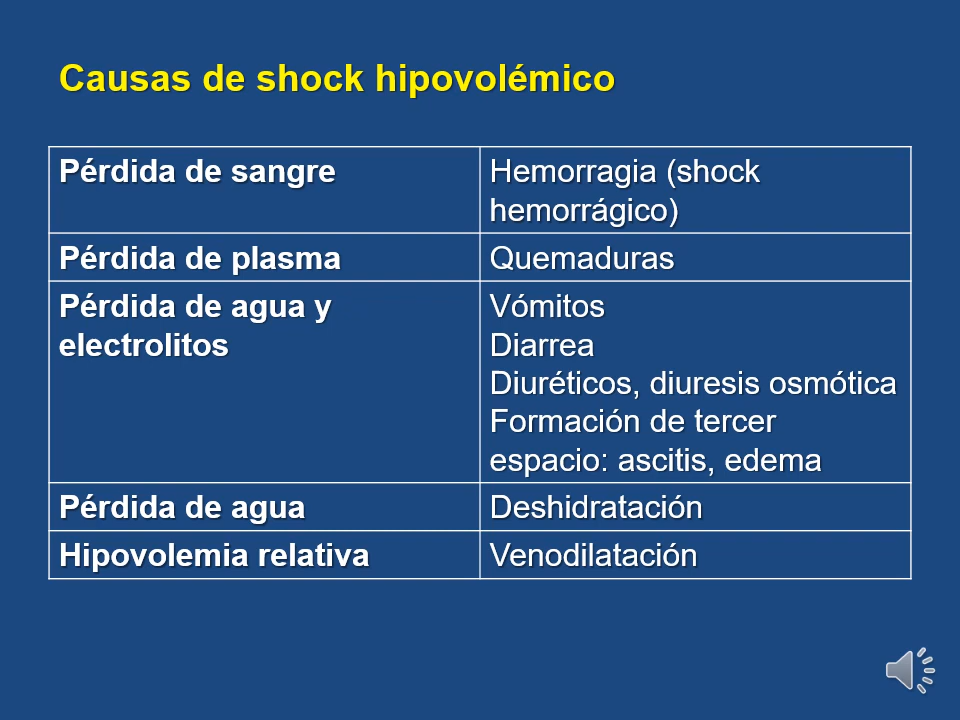 Causas de shock hipovolémico
Pérdida de sangre
Hemorragia (shock
hemorrágico)
Pérdida de plasma
Quemaduras
Pérdida de agua y
electrolitos
Vómitos
Diarrea
Diuréticos, diuresis osmótica
Formación de tercer
espacio: ascitis, edema
Pérdida de agua
Deshidratación
Hipovolemia relativa
Venodilatación